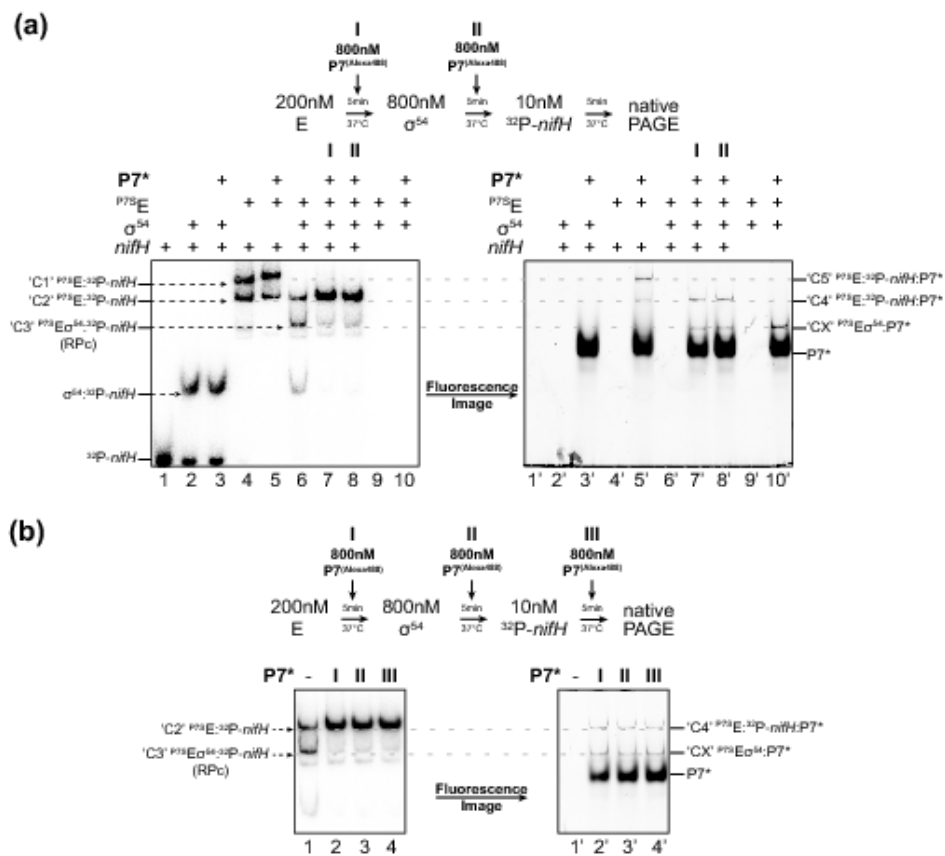 (a)
I II
800nM 800nM
P7(Alexa488) P7(Alexa488)
200nM 5min 800nM 5min 10nM 5min native
E 37°C σ54 37°C 32P-nifH 37°C PAGE
I II I II
P7* + + + + + P7* + + + + +
P7SE + + + + + + + P7SE + + + + + + +
σ54 + + + + + + + σ54 + + + + + + +
nifH + + + + + + + + nifH + + + + + + +
'C1' P7SE:32P-nifH 'C5' P7SE:32P-nifH:P7*
'C2' P7SE:32P-nifH 'C4' P7SE:32P-nifH:P7*
'C3' P7SEσ54:32P-nifH 'CX' P7SEσ54:P7*
(RPc) P7*
σ54:32P-nifH Fluorescence
Image
32P-nifH
1 2 3 4 5 6 7 8 9 10 1' 2' 3' 4' 5' 6' 7' 8' 9' 10'
(b)
I II III
800nM 800nM 800nM
P7(Alexa488) P7(Alexa488) P7(Alexa488)
200nM 5min 800nM 5min 10nM 5min native
E 37°C σ54 37°C 32P-nifH 37°C PAGE
P7* - I II III P7* - I II III
'C2' P7SE:32P-nifH 'C4' P7SE:32P-nifH:P7*
'C3' P7SEσ54:32P-nifH 'CX' P7SEσ54:P7*
(RPc) P7*
Fluorescence
Image
1 2 3 4 1' 2' 3' 4'